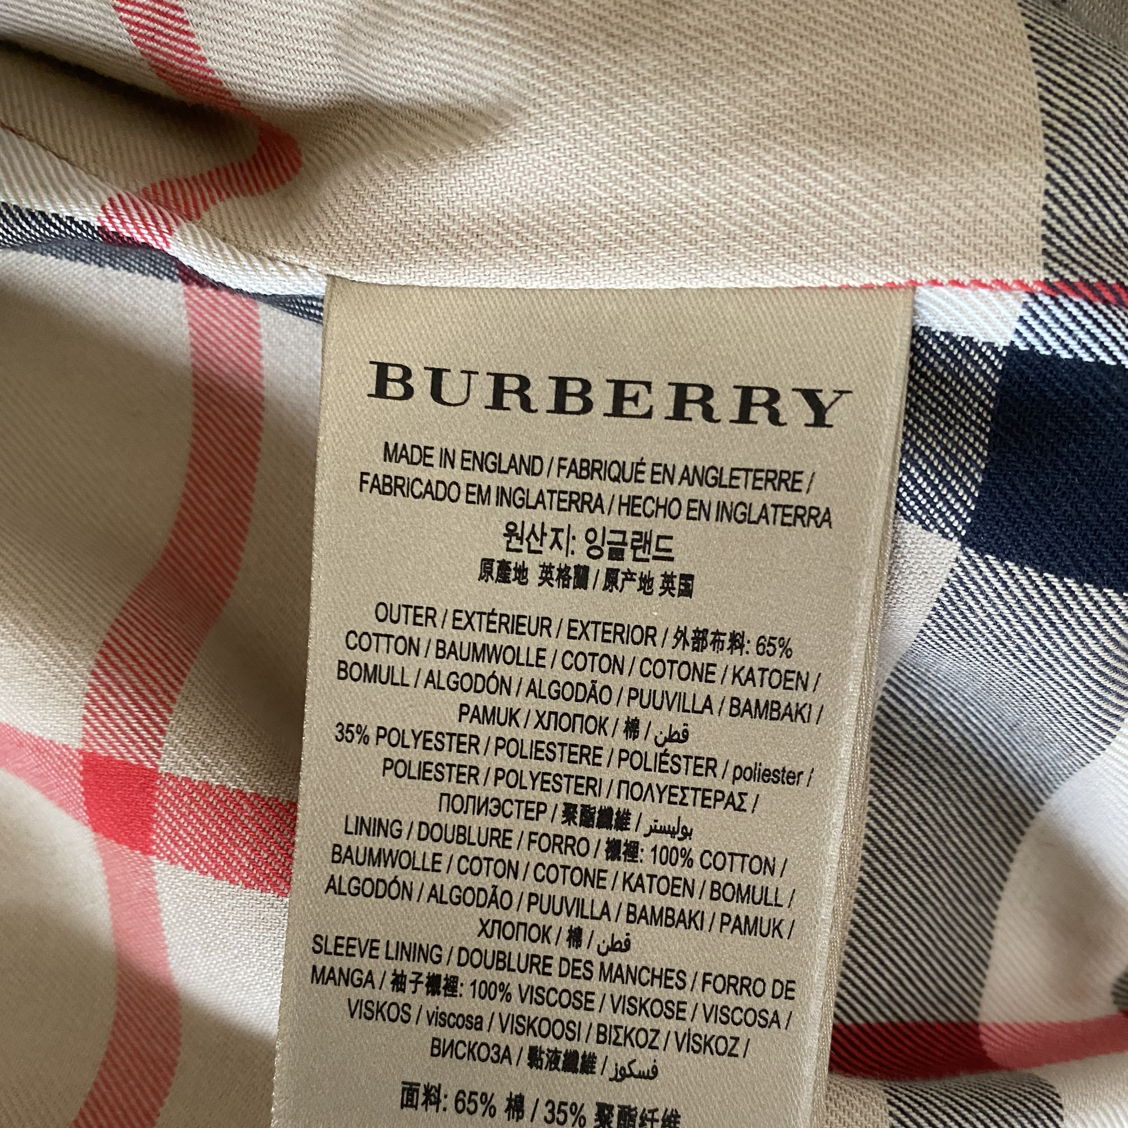 BURBERRY
MADE IN ENGLAND / FABRIQUÉ EN ANGLETERRE /
FABRICADO EM INGLATERRA / HECHO EN INGLATERRA
원산지: 잉글랜드
原產地 英格蘭 / 原产地 英国
OUTER / EXTÉRIEUR / EXTERIOR / 外部布料: 65%
COTTON / BAUMWOLLE / COTON / COTONE / KATOEN /
BOMULL / ALGODÓN / ALGODÃO / PUUVILLA / BAMBAKI /
PAMUK / ХЛОПОК / 棉 / قطن
35% POLYESTER / POLIESTERE / POLIÉSTER / poliester /
POLIESTER / POLYESTERI / ΠΟΛΥΕΣΤΕΡΑΣ /
ПОЛИЭСТЕР / 聚酯纖維 / بوليستر
LINING / DOUBLURE / FORRO / 襯裡: 100% COTTON /
BAUMWOLLE / COTON / COTONE / KATOEN / BOMULL /
ALGODÓN / ALGODÃO / PUUVILLA / BAMBAKI / PAMUK /
ХЛОПОК / 棉 / قطن
SLEEVE LINING / DOUBLURE DES MANCHES / FORRO DE
MANGA / 袖子襯裡: 100% VISCOSE / VISKOSE / VISCOSA /
VISKOS / viscosa / VISKOOSI / ΒΙΣΚΟΖ / VİSKOZ /
ВИСКОЗА / 黏液纖維 / فسكوز
面料: 65% 棉 / 35% 聚酯纤维